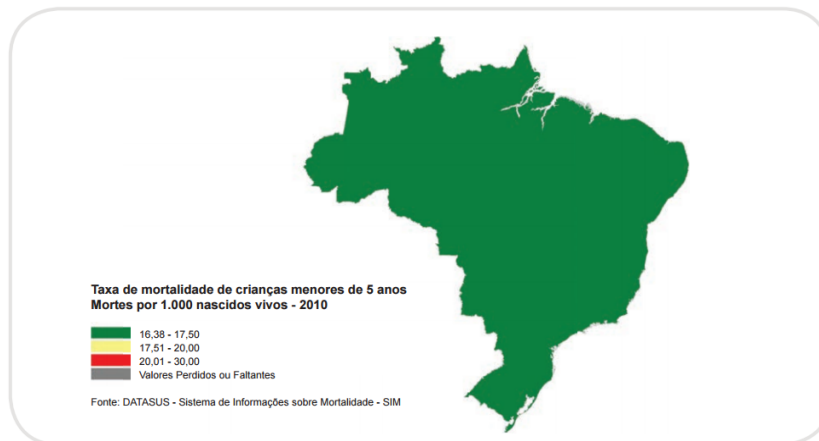 Taxa de mortalidade de crianças menores de 5 anos
Mortes por 1.000 nascidos vivos - 2010
16,38 - 17,50
17,51 - 20,00
20,01 - 30,00
Valores Perdidos ou Faltantes
Fonte: DATASUS - Sistema de Informações sobre Mortalidade - SIM